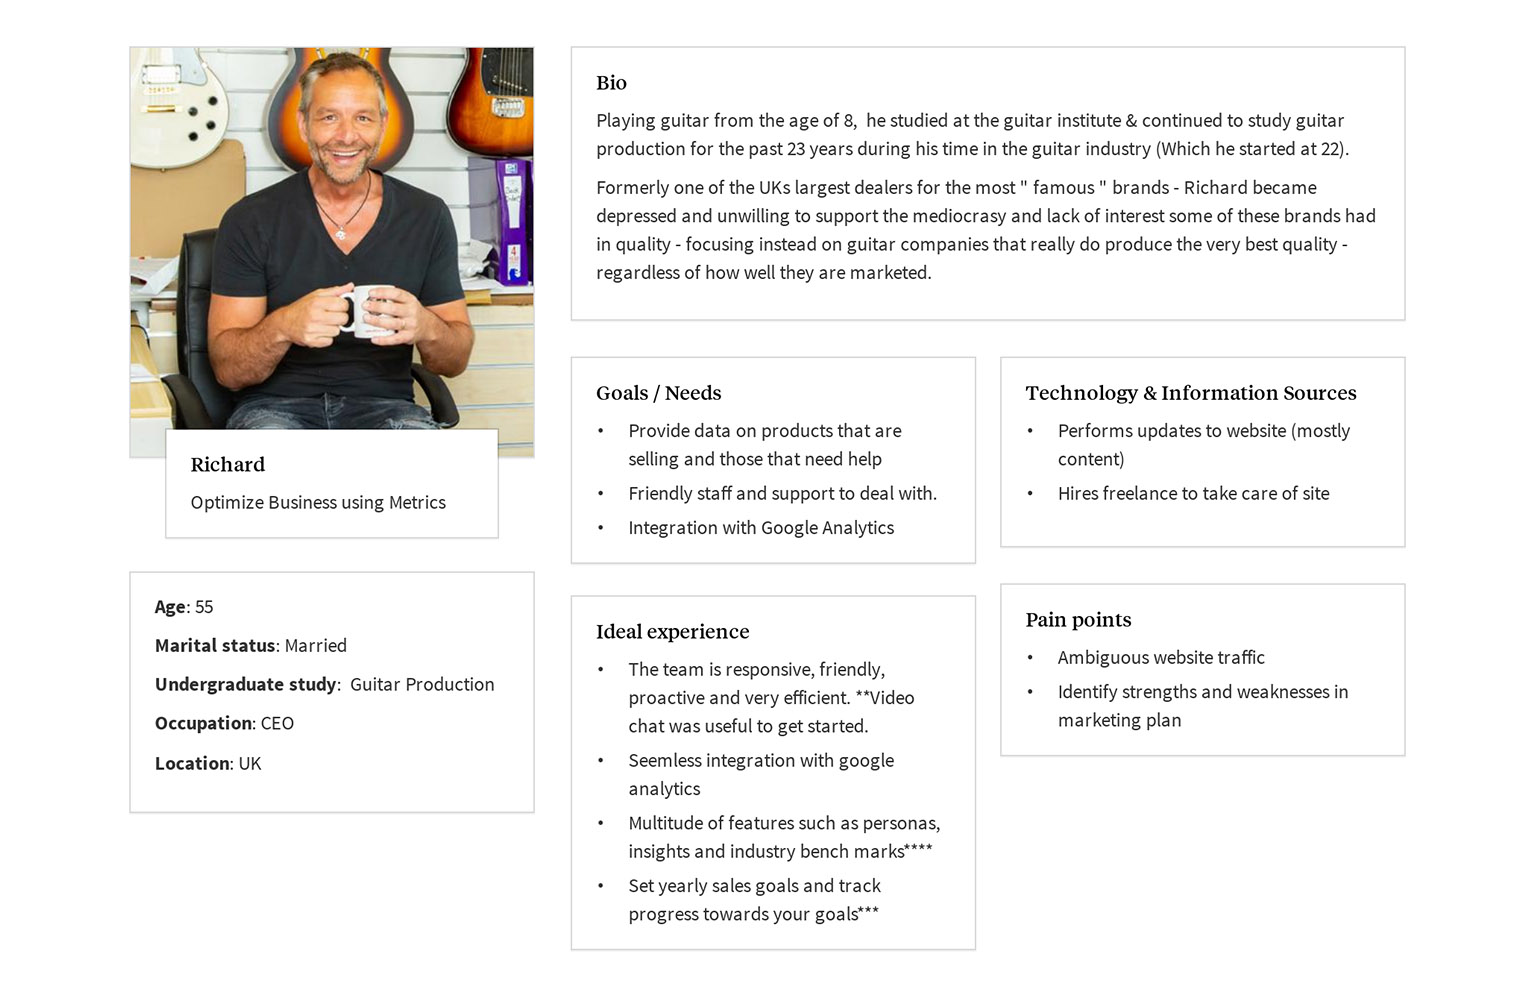 Bio
Playing guitar from the age of 8,  he studied at the guitar institute & continued to study guitar
production for the past 23 years during his time in the guitar industry (Which he started at 22).
Formerly one of the UKs largest dealers for the most " famous " brands - Richard became
depressed and unwilling to support the mediocrasy and lack of interest some of these brands had
in quality - focusing instead on guitar companies that really do produce the very best quality -
regardless of how well they are marketed.
Richard
Optimize Business using Metrics
Age: 55
Marital status: Married
Undergraduate study:  Guitar Production
Occupation: CEO
Location: UK
Goals / Needs
• Provide data on products that are
selling and those that need help
• Friendly staff and support to deal with.
• Integration with Google Analytics
Ideal experience
• The team is responsive, friendly,
proactive and very efficient. **Video
chat was useful to get started.
• Seemless integration with google
analytics
• Multitude of features such as personas,
insights and industry bench marks****
• Set yearly sales goals and track
progress towards your goals***
Technology & Information Sources
• Performs updates to website (mostly
content)
• Hires freelance to take care of site
Pain points
• Ambiguous website traffic
• Identify strengths and weaknesses in
marketing plan